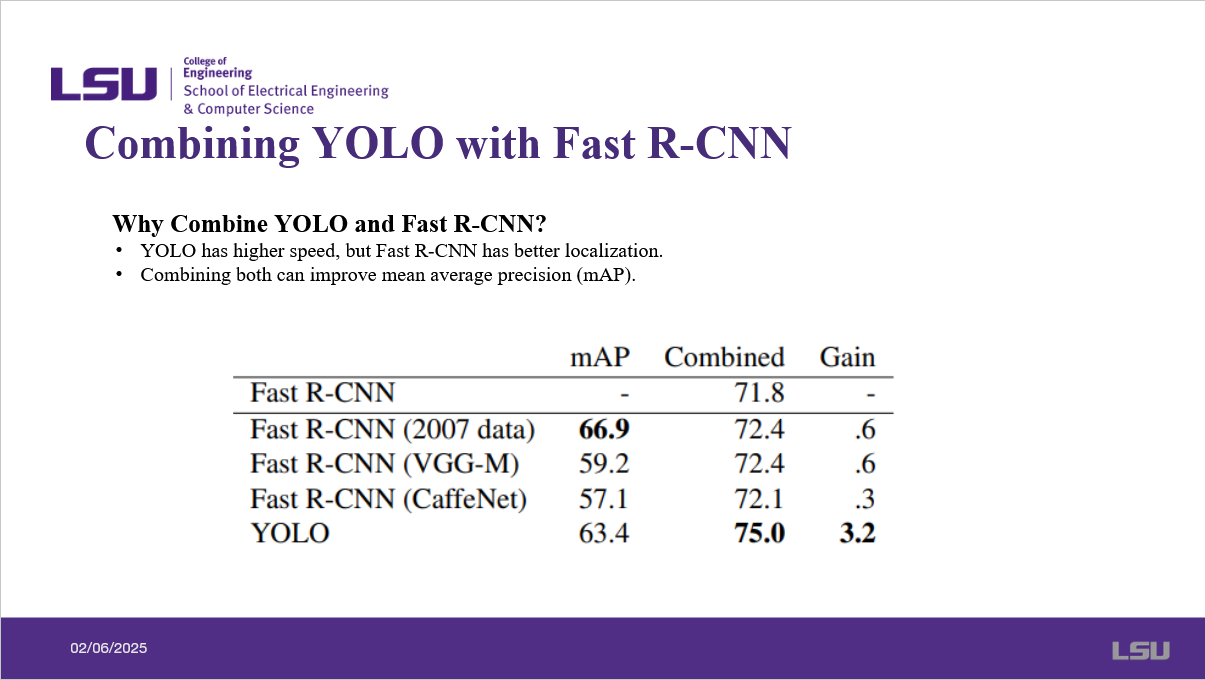 LSU
College of
Engineering
School of Electrical Engineering
& Computer Science
Combining YOLO with Fast R-CNN
Why Combine YOLO and Fast R-CNN?
• YOLO has higher speed, but Fast R-CNN has better localization.
• Combining both can improve mean average precision (mAP).
mAP Combined Gain
Fast R-CNN - 71.8 -
Fast R-CNN (2007 data) 66.9 72.4 .6
Fast R-CNN (VGG-M) 59.2 72.4 .6
Fast R-CNN (CaffeNet) 57.1 72.1 .3
YOLO 63.4 75.0 3.2
02/06/2025
LSU